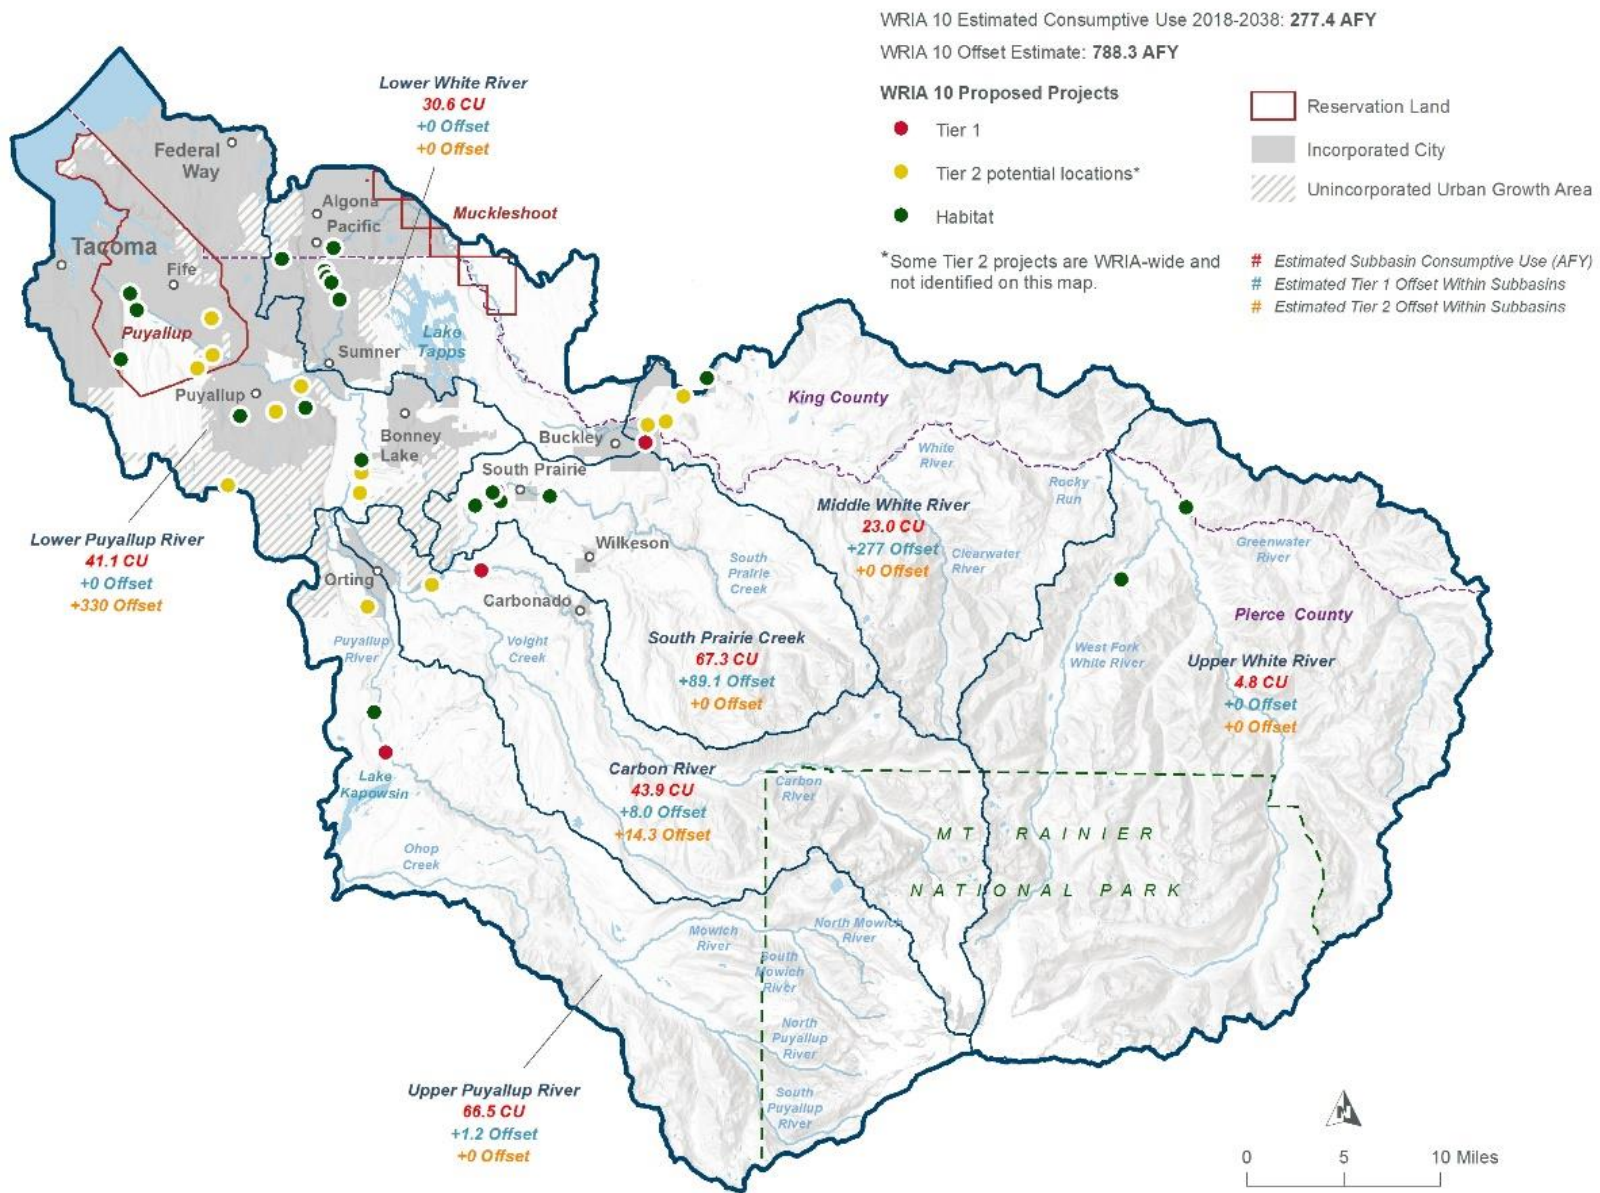 WRIA 10 Estimated Consumptive Use 2018-2038: 277.4 AFY
WRIA 10 Offset Estimate: 788.3 AFY
WRIA 10 Proposed Projects
Tier 1
Tier 2 potential locations*
Habitat
*Some Tier 2 projects are WRIA-wide and
not identified on this map.
Reservation Land
Incorporated City
Unincorporated Urban Growth Area
# Estimated Subbasin Consumptive Use (AFY)
# Estimated Tier 1 Offset Within Subbasins
# Estimated Tier 2 Offset Within Subbasins
Lower White River
30.6 CU
+0 Offset
+0 Offset
Federal
Way
Algona
Pacific
Muckleshoot
Tacoma
Fife
Puyallup
Lake
Tapps
Sumner
Puyallup
Bonney
Lake
Buckley
King County
White
River
Rocky
Run
South Prairie
Middle White River
23.0 CU
+277 Offset
+0 Offset
Clearwater
River
Greenwater
River
Lower Puyallup River
41.1 CU
+0 Offset
+330 Offset
Wilkeson
South
Prairie
Creek
Orting
Carbonado
Pierce County
Puyallup
River
Voight
Creek
South Prairie Creek
67.3 CU
+89.1 Offset
+0 Offset
West Fork
White River
Upper White River
4.8 CU
+0 Offset
+0 Offset
Lake
Kapowsin
Carbon River
43.9 CU
+8.0 Offset
+14.3 Offset
Carbon
River
MT RAINIER
NATIONAL PARK
Ohop
Creek
Mowich
River
North Mowich
River
South
Mowich
River
North
Puyallup
River
South
Puyallup
River
Upper Puyallup River
66.5 CU
+1.2 Offset
+0 Offset
N
0 5 10 Miles